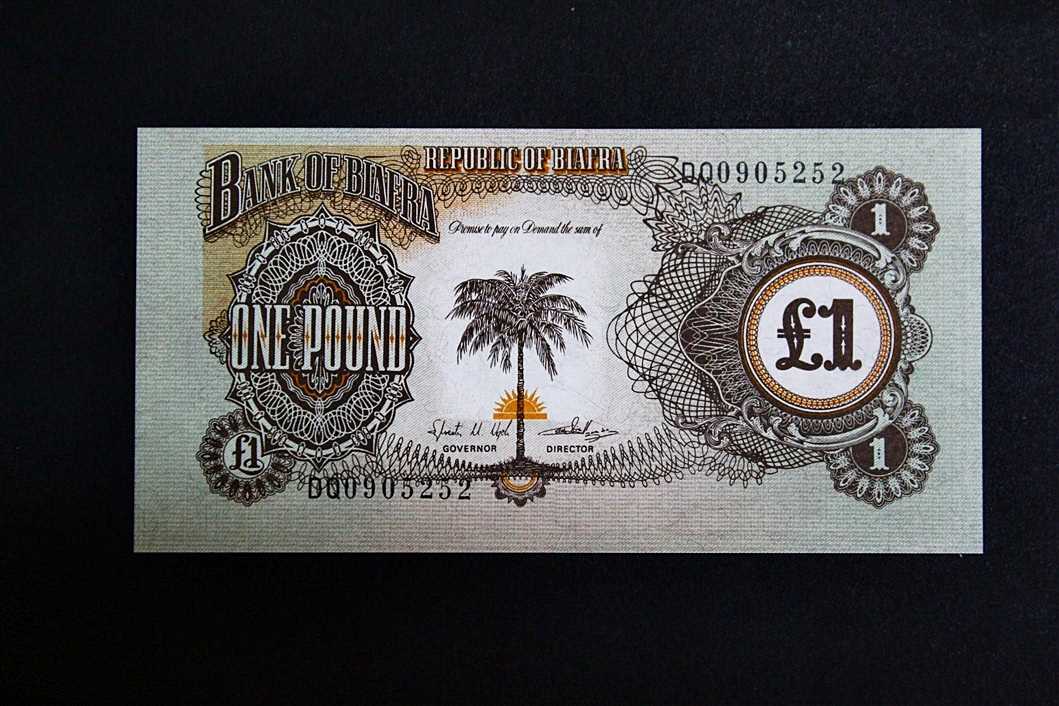 BANK OF BIAFRA
REPUBLIC OF BIAFRA
DQ0905252
1
Promise to pay on Demand the sum of
ONE POUND
£1
£1
GOVERNOR
DIRECTOR
1
DQ0905252